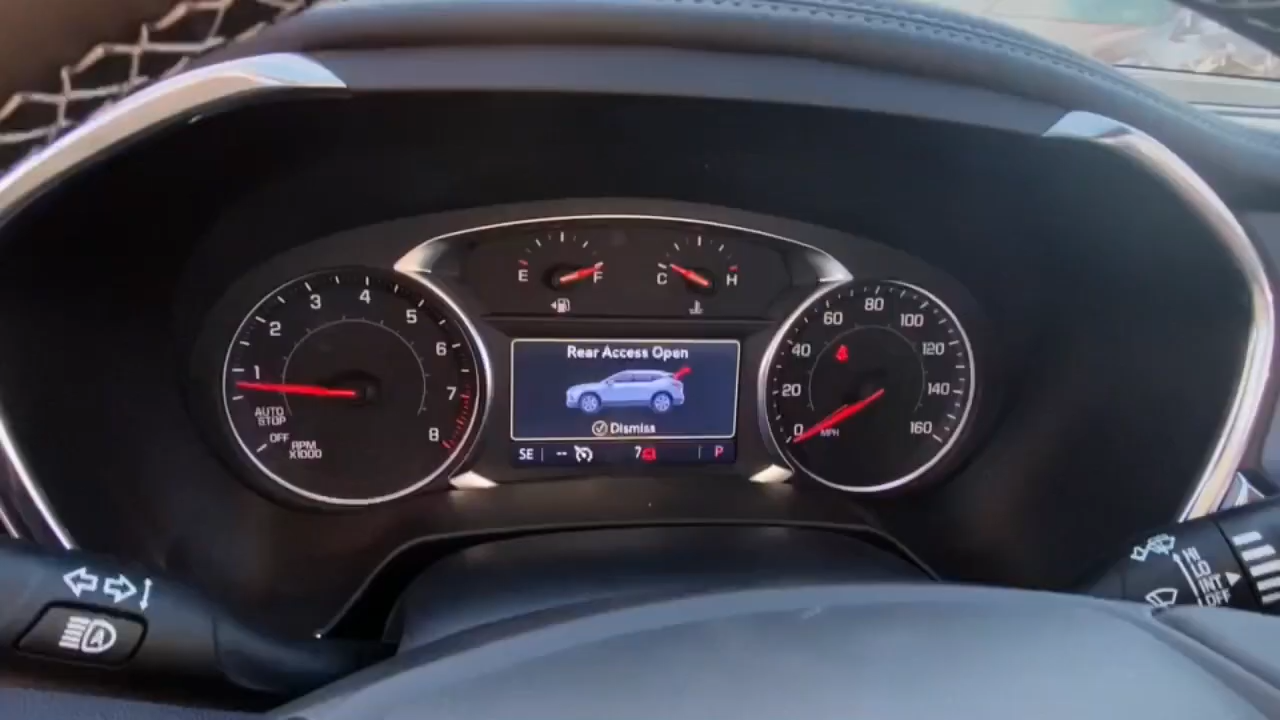 E
F
C
H
1
2
3
4
5
6
7
8
AUTO
STOP
OFF
RPM
X1000
Rear Access Open
Dismiss
SE
--
7
P
0
20
40
60
80
100
120
140
160
MPH
A
HI
LO
INT
OFF